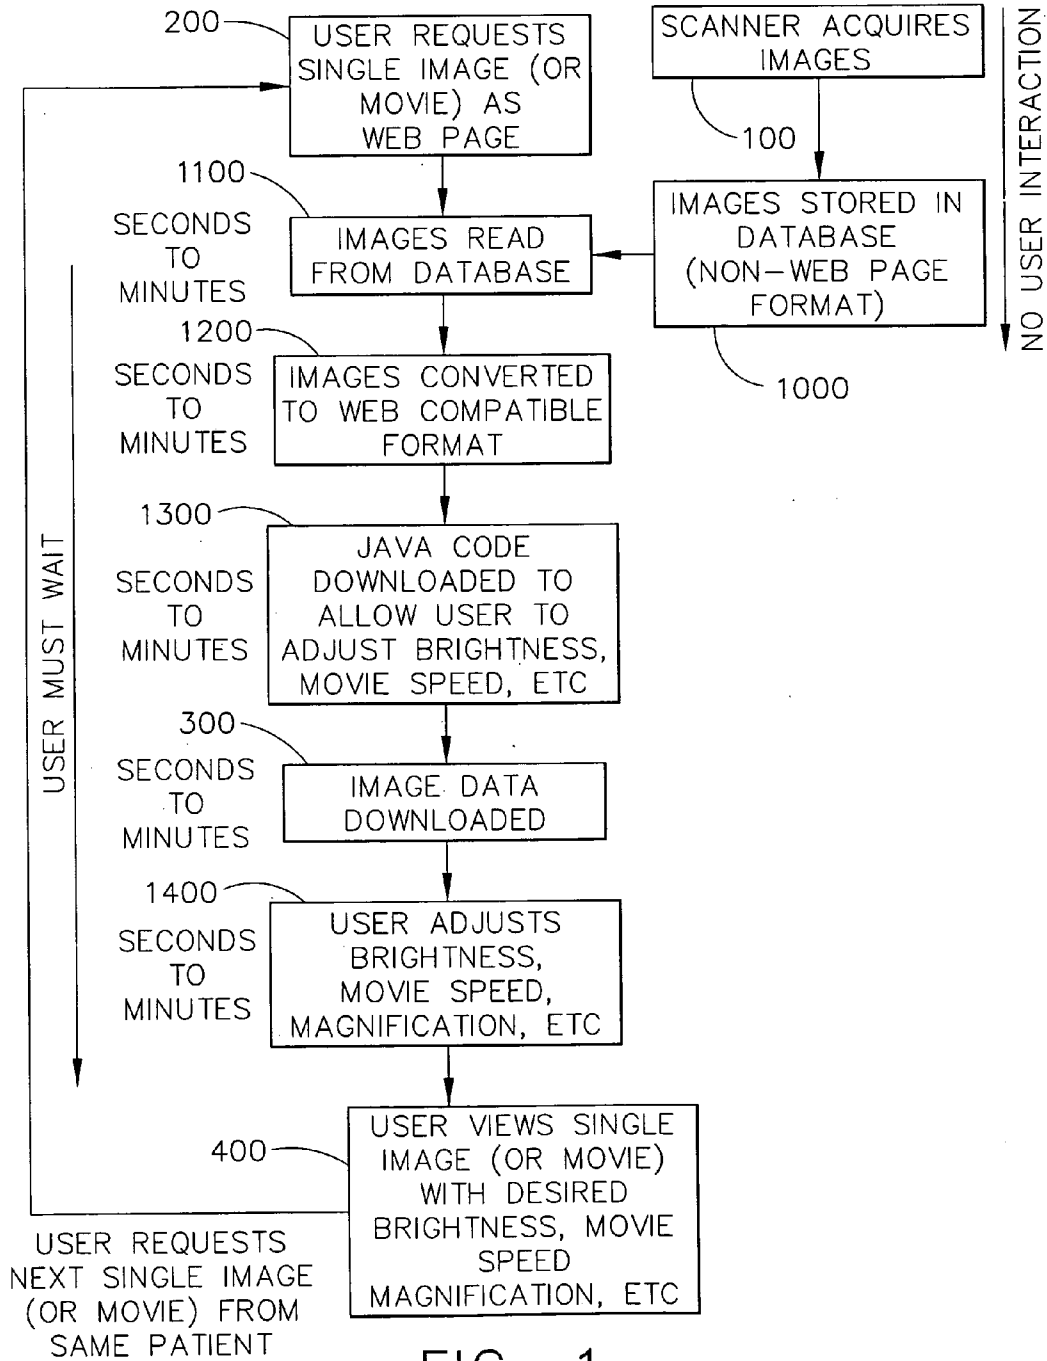 200
USER REQUESTS
SINGLE IMAGE (OR
MOVIE) AS
WEB PAGE
SCANNER ACQUIRES
IMAGES
100
NO USER INTERACTION
1100
SECONDS
TO
MINUTES
IMAGES READ
FROM DATABASE
IMAGES STORED IN
DATABASE
(NON-WEB PAGE
FORMAT)
1000
1200
SECONDS
TO
MINUTES
IMAGES CONVERTED
TO WEB COMPATIBLE
FORMAT
1300
SECONDS
TO
MINUTES
JAVA CODE
DOWNLOADED TO
ALLOW USER TO
ADJUST BRIGHTNESS,
MOVIE SPEED, ETC
USER MUST WAIT
300
SECONDS
TO
MINUTES
IMAGE DATA
DOWNLOADED
1400
SECONDS
TO
MINUTES
USER ADJUSTS
BRIGHTNESS,
MOVIE SPEED,
MAGNIFICATION, ETC
400
USER VIEWS SINGLE
IMAGE (OR MOVIE)
WITH DESIRED
BRIGHTNESS, MOVIE
SPEED
MAGNIFICATION, ETC
USER REQUESTS
NEXT SINGLE IMAGE
(OR MOVIE) FROM
SAME PATIENT
FIG. 1